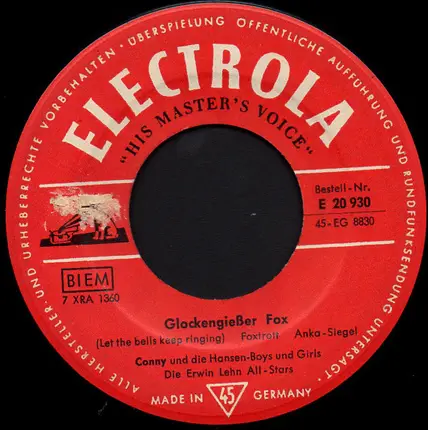 ALLE HERSTELLER- UND URHEBERRECHTE VORBEHALTEN · ÜBERSPIELUNG ÖFFENTLICHE AUFFÜHRUNG UND RUNDFUNKSENDUNG UNTERSAGT ·
ELECTROLA
"HIS MASTER'S VOICE"
Bestell-Nr.
E 20 930
45-EG 8830
BIEM
7 XRA 1360
Glockengießer Fox
(Let the bells keep ringing) Foxtrott Anka-Siegel
Conny und die Hansen-Boys und Girls
Die Erwin Lehn All-Stars
MADE IN 45 GERMANY